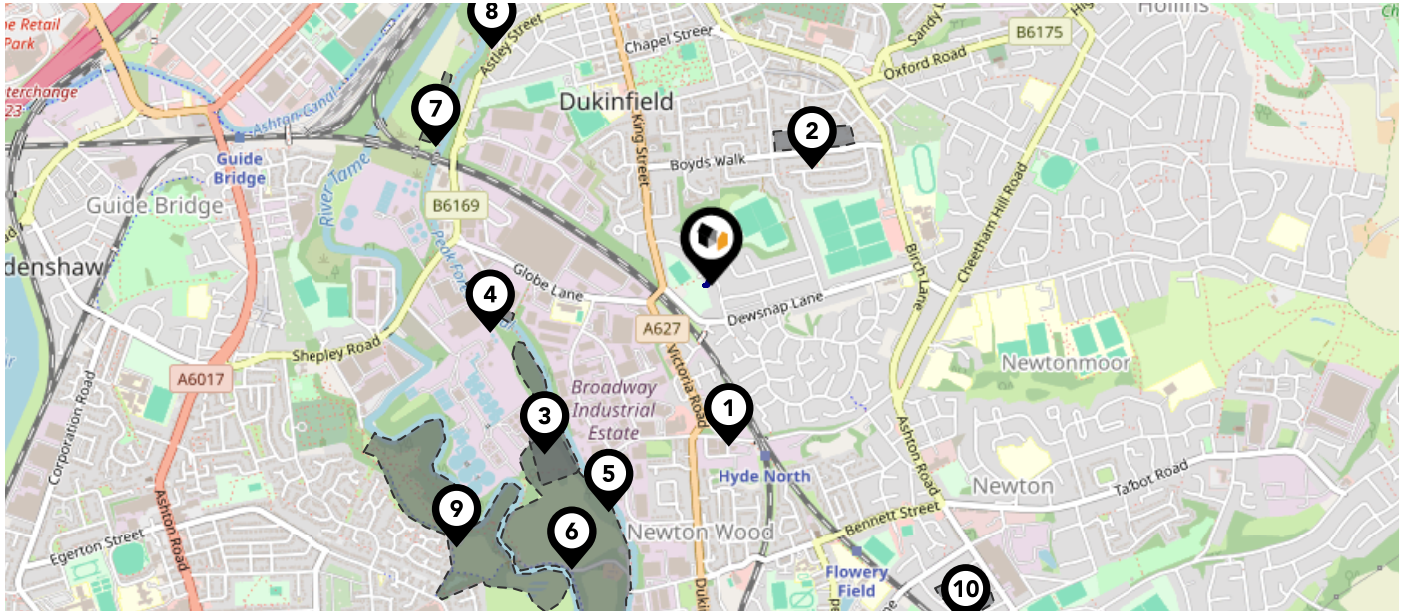 8
Hollins
Chapel Street
B6175
e Retail
Park
Astley Street
Oxford Road
terchange
23
7
Dukinfield
Ashton Canal
2
King Street
Boyds Walk
Guide
Bridge
River Tame
Guide Bridge
B6169
Cheetham Hill Road
Peak Fore
denshaw
Birch Lane
Globe Lane
4
Dewsnap Lane
A627
Shepley Road
Newtonmoor
A6017
Victoria Road
Broadway
Industrial
Estate
1
3
Corporation Road
Ashton Road
5
Hyde North
Newton
Talbot Road
9
Ashton Road
6
Newton Wood
Bennett Street
Egerton Street
Flowery
Field
10
Duki